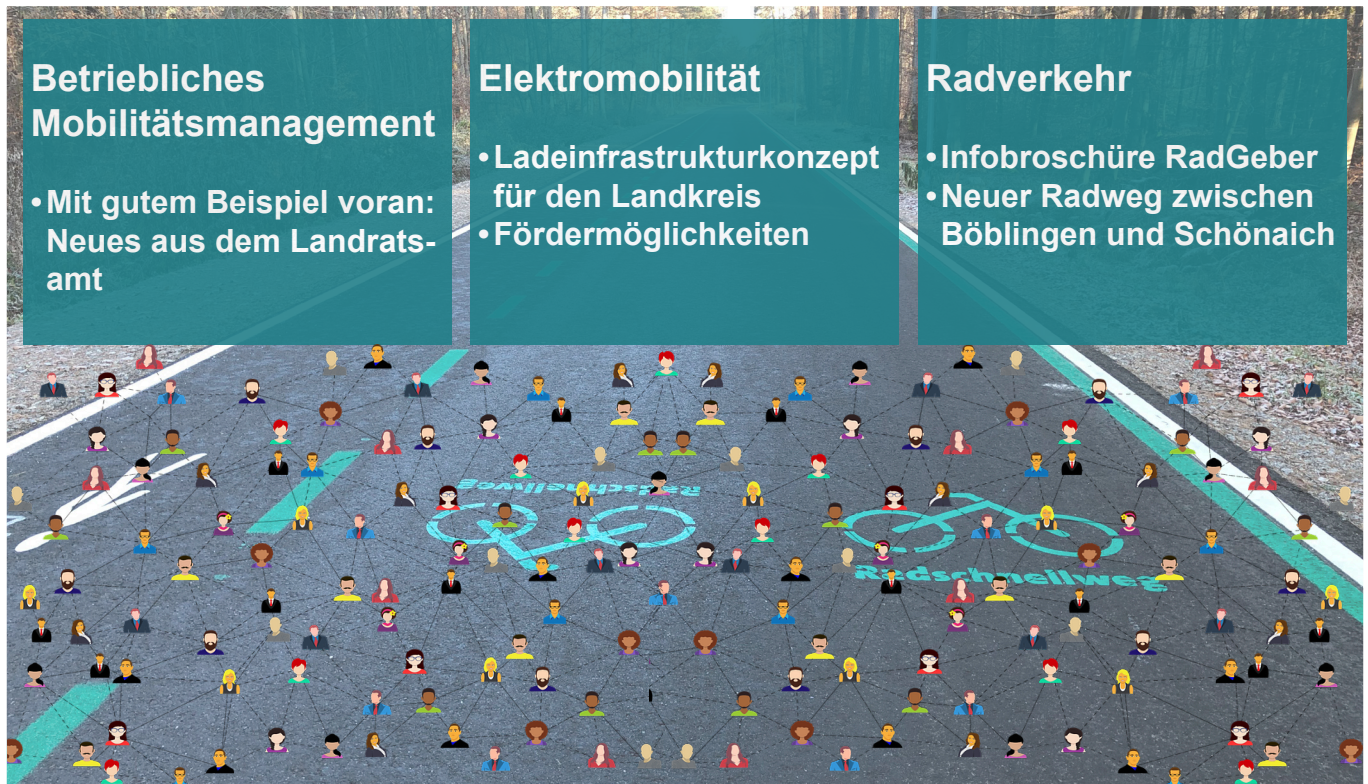 Betriebliches
Mobilitätsmanagement
• Mit gutem Beispiel voran:
Neues aus dem Landrats-
amt
Elektromobilität
• Ladeinfrastrukturkonzept
für den Landkreis
• Fördermöglichkeiten
Radverkehr
• Infobroschüre RadGeber
• Neuer Radweg zwischen
Böblingen und Schönaich
Radschnellweg
Radschnellweg